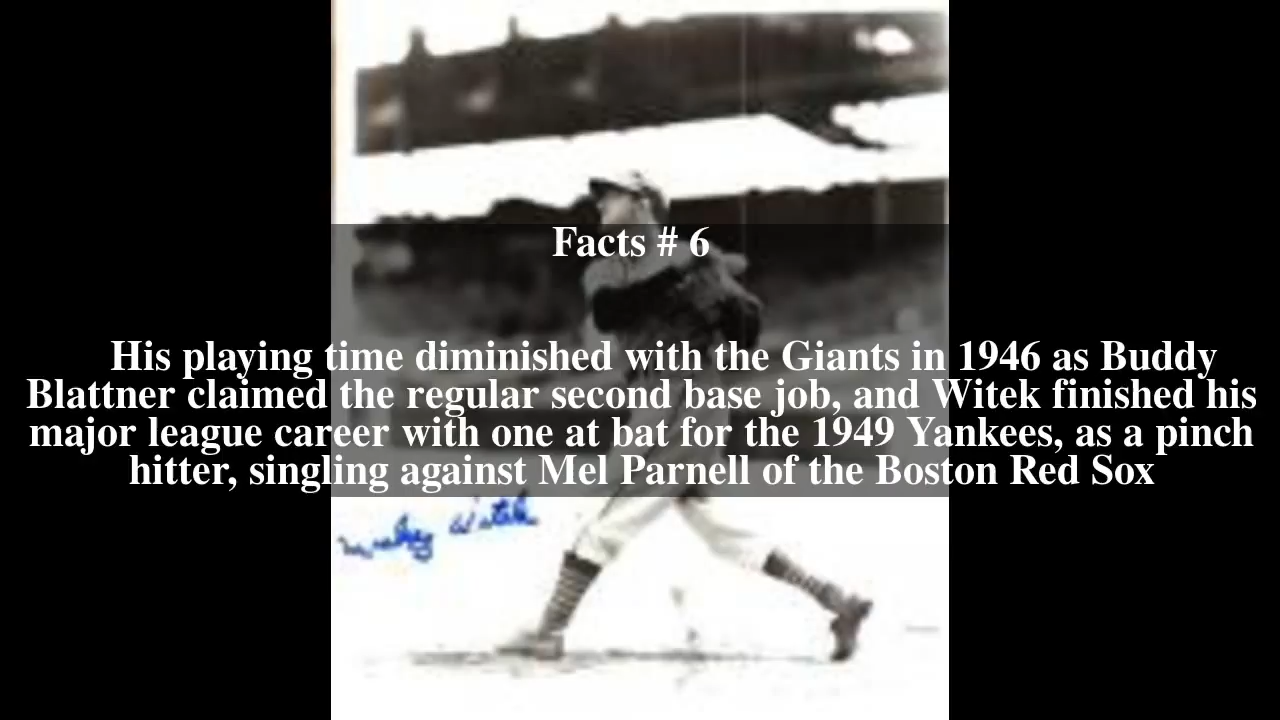 Facts # 6
His playing time diminished with the Giants in 1946 as Buddy
Blattner claimed the regular second base job, and Witek finished his
major league career with one at bat for the 1949 Yankees, as a pinch
hitter, singling against Mel Parnell of the Boston Red Sox
Mickey Witek